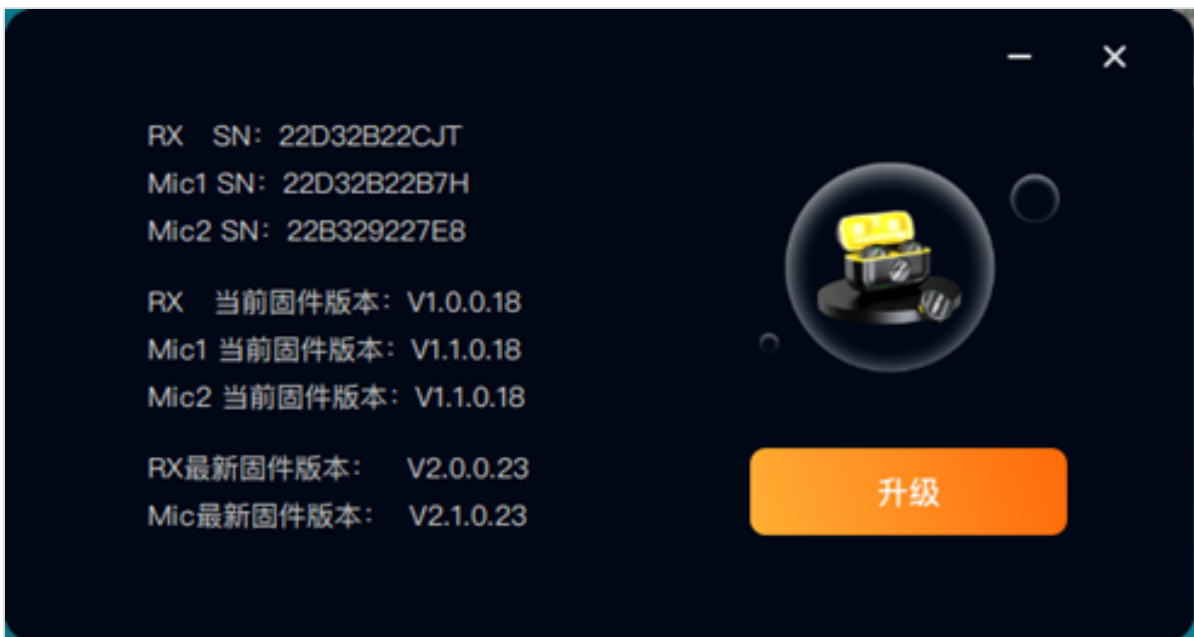 RX SN：22D32B22CJT
Mic1 SN：22D32B22B7H
Mic2 SN：22B329227E8
RX 当前固件版本：V1.0.0.18
Mic1 当前固件版本：V1.1.0.18
Mic2 当前固件版本：V1.1.0.18
RX最新固件版本： V2.0.0.23
Mic最新固件版本： V2.1.0.23
升级